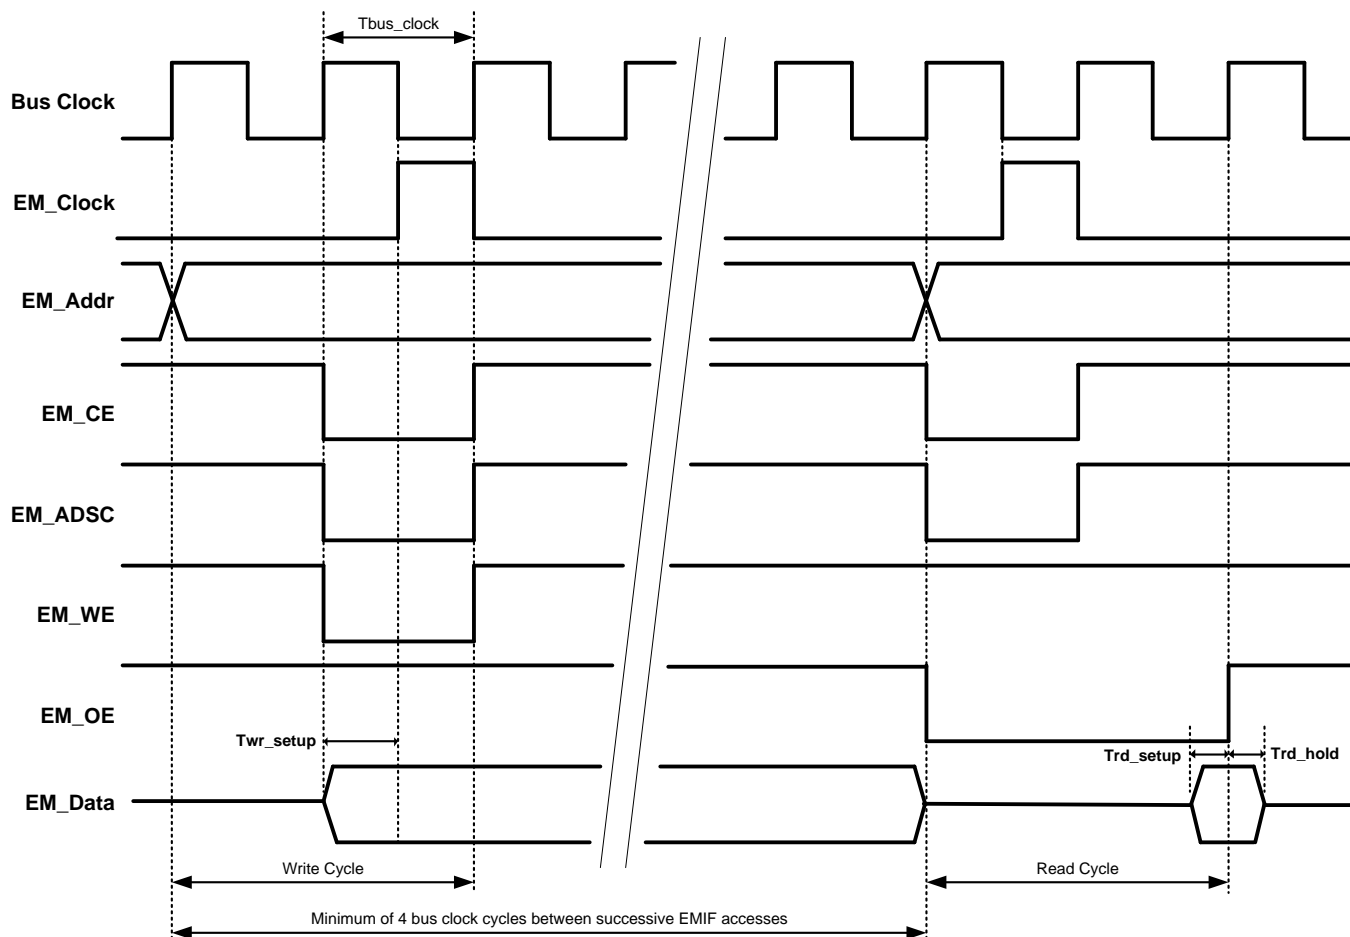 Tbus_clock
Bus Clock
EM_Clock
EM_Addr
EM_CE
EM_ADSC
EM_WE
EM_OE
Twr_setup
Trd_setup
Trd_hold
EM_Data
Write Cycle
Read Cycle
Minimum of 4 bus clock cycles between successive EMIF accesses